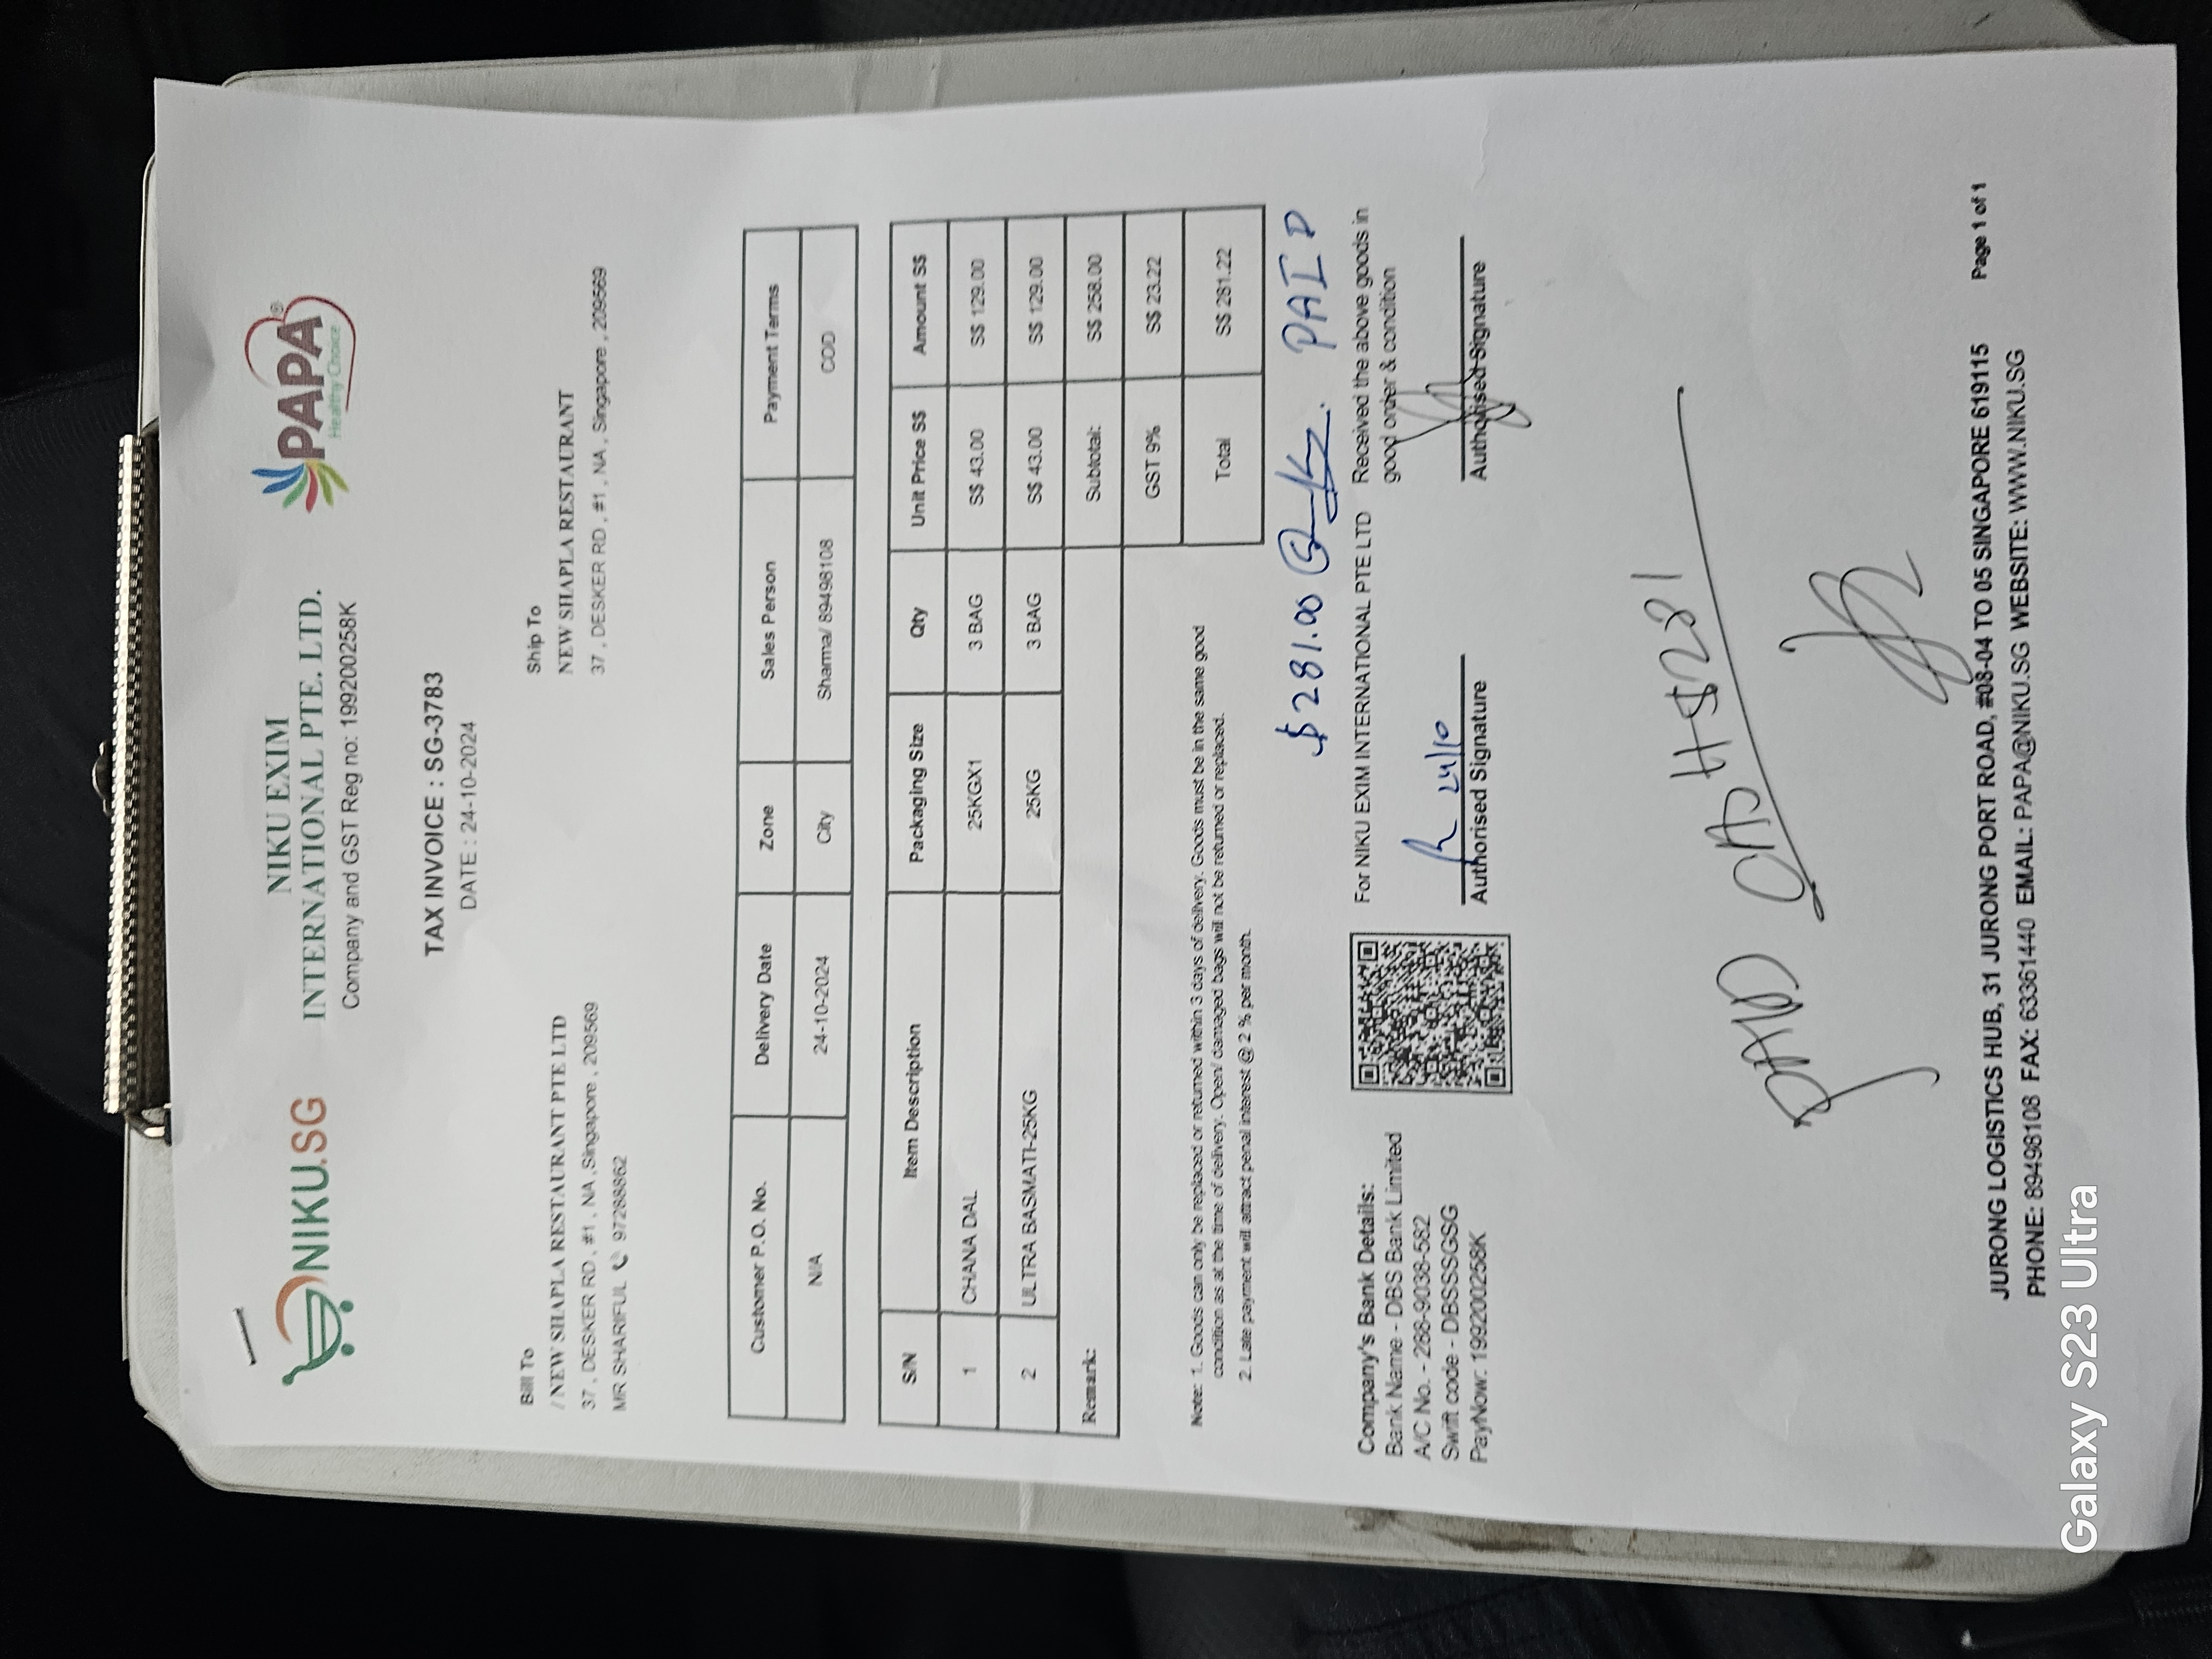 NIKU.SG
NIKU EXIM
INTERNATIONAL PTE. LTD.
Company and GST Reg no: 199200258K
PAPA®
Healthy Choice
TAX INVOICE : SG-3783
DATE : 24-10-2024
Bill To
/ NEW SHAPLA RESTAURANT PTE LTD
37 , DESKER RD , #1 , NA ,Singapore , 209569
MR SHARIFUL 97288862
Ship To
NEW SHAPLA RESTAURANT
37 , DESKER RD , #1 , NA , Singapore , 209569
Customer P.O. No. Delivery Date Zone Sales Person Payment Terms
N/A 24-10-2024 City Sharma/ 89498108 COD
S/N Item Description Packaging Size Qty Unit Price S$ Amount S$
1 CHANA DAL 25KGX1 3 BAG S$ 43.00 S$ 129.00
2 ULTRA BASMATI-25KG 25KG 3 BAG S$ 43.00 S$ 129.00
Remark: Subtotal: S$ 258.00
GST 9% S$ 23.22
Total S$ 281.22
Note: 1. Goods can only be replaced or returned within 3 days of delivery. Goods must be in the same good
condition as at the time of delivery. Open/ damaged bags will not be returned or replaced.
2. Late payment will attract penal interest @ 2 % per month.
$281.00 PAID
Company's Bank Details:
Bank Name - DBS Bank Limited
A/C No. - 288-9038-582
Swift code - DBSSSGSG
PayNow: 199200258K
For NIKU EXIM INTERNATIONAL PTE LTD
24/10
Authorised Signature
Received the above goods in
good order & condition
Authorised Signature
PAID CASH $281
JURONG LOGISTICS HUB, 31 JURONG PORT ROAD, #08-04 TO 05 SINGAPORE 619115 Page 1 of 1
PHONE: 89498108 FAX: 63361440 EMAIL: PAPA@NIKU.SG WEBSITE: WWW.NIKU.SG
Galaxy S23 Ultra